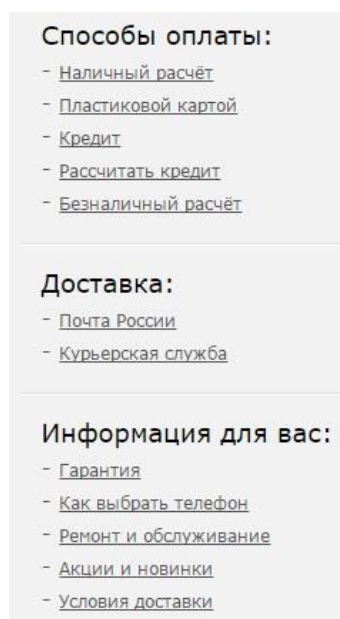 Способы оплаты:
- Наличный расчёт
- Пластиковой картой
- Кредит
- Рассчитать кредит
- Безналичный расчёт
Доставка:
- Почта России
- Курьерская служба
Информация для вас:
- Гарантия
- Как выбрать телефон
- Ремонт и обслуживание
- Акции и новинки
- Условия доставки